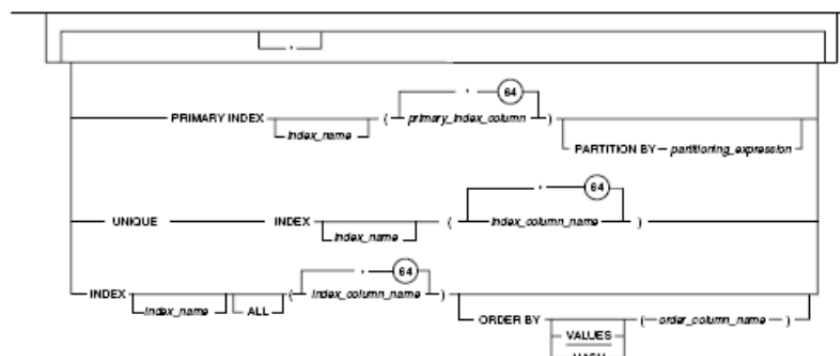 ,
, 64
PRIMARY INDEX ( primary_index_column )
index_name
PARTITION BY partitioning_expression
, 64
UNIQUE INDEX ( index_column_name )
index_name
, 64
INDEX ( index_column_name )
index_name ALL
ORDER BY ( order_column_name )
VALUES